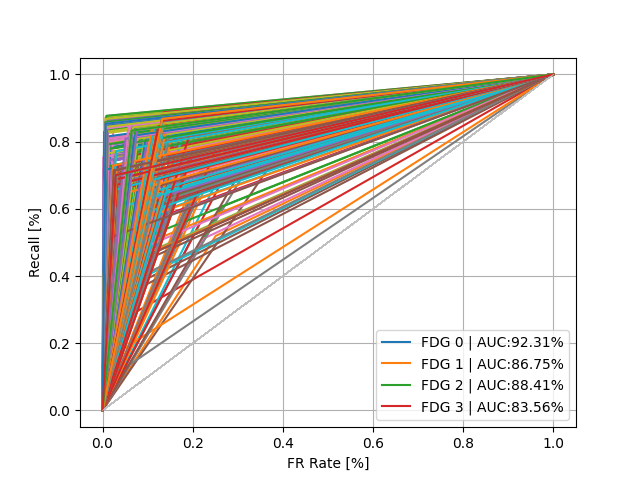 1.0
0.8
0.6
0.4
0.2
0.0
Recall [%]
0.0 0.2 0.4 0.6 0.8 1.0
FR Rate [%]
FDG 0 | AUC:92.31%
FDG 1 | AUC:86.75%
FDG 2 | AUC:88.41%
FDG 3 | AUC:83.56%